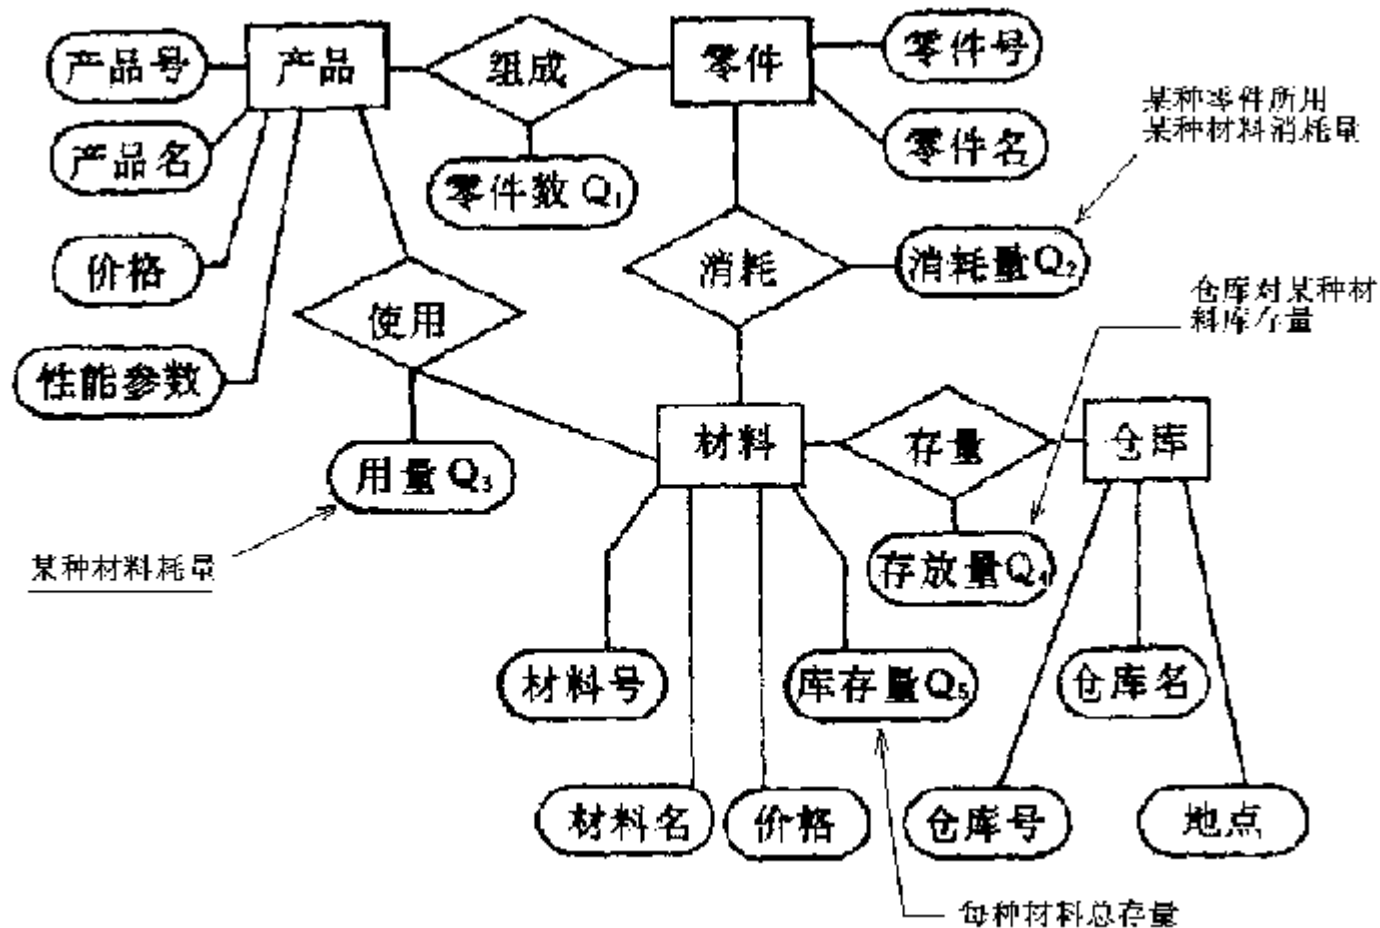 产品号
产品
组成
零件
零件号
产品名
零件数 Q₁
零件名
某种零件所用
某种材料消耗量
价格
使用
消耗
消耗量Q₂
仓库对某种材
料库存量
性能参数
用量Q₃
材料
存量
仓库
某种材料耗量
存放量Q₄
材料号
库存量Q₅
仓库名
材料名
价格
仓库号
地点
每种材料总存量